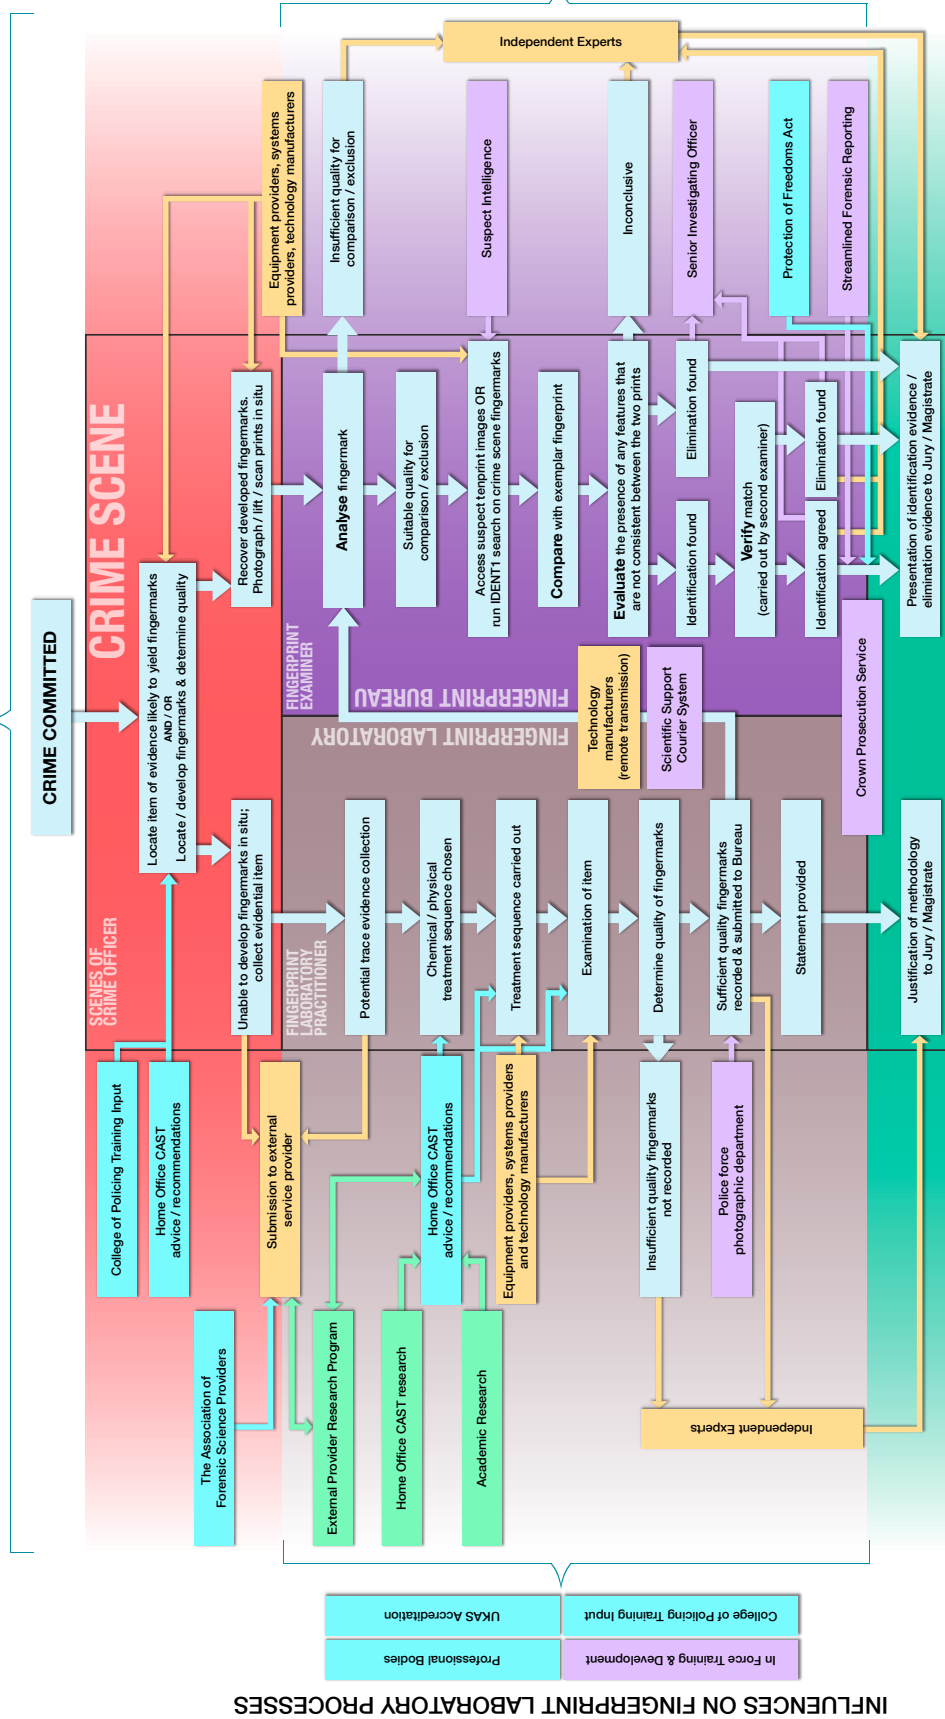 CRIME COMMITTED
CRIME SCENE
SCENES OF
CRIME OFFICER
Locate item of evidence likely to yield fingermarks
AND / OR
Locate / develop fingermarks & determine quality
College of Policing Training Input
Home Office CAST
advice / recommendations
Unable to develop fingermarks in situ;
collect evidential item
Recover developed fingermarks.
Photograph / lift / scan prints in situ
Equipment providers, systems
providers, technology manufacturers
The Association of
Forensic Science Providers
Submission to external
service provider
FINGERPRINT
LABORATORY
PRACTITIONER
FINGERPRINT LABORATORY
Potential trace evidence collection
Chemical / physical
treatment sequence chosen
Treatment sequence carried out
Examination of item
Determine quality of fingermarks
Sufficient quality fingermarks
recorded & submitted to Bureau
Statement provided
Justification of methodology
to Jury / Magistrate
External Provider Research Program
Home Office CAST research
Academic Research
Home Office CAST
advice / recommendations
Equipment providers, systems providers
and technology manufacturers
Insufficient quality fingermarks
not recorded
Police force
photographic department
Independent Experts
Technology
manufacturers
(remote transmission)
Scientific Support
Courier System
Crown Prosecution Service
FINGERPRINT
EXAMINER
FINGERPRINT BUREAU
Analyse fingermark
Insufficient quality for
comparison / exclusion
Suitable quality for
comparison / exclusion
Access suspect tenprint images OR
run IDENT1 search on crime scene fingermarks
Suspect Intelligence
Compare with exemplar fingerprint
Evaluate the presence of any features that
are not consistent between the two prints
Inconclusive
Independent Experts
Identification found
Elimination found
Senior Investigating Officer
Verify match
(carried out by second examiner)
Identification agreed
Elimination found
Protection of Freedoms Act
Streamlined Forensic Reporting
Presentation of identification evidence /
elimination evidence to Jury / Magistrate
UKAS Accreditation
College of Policing Training Input
Professional Bodies
In Force Training & Development
INFLUENCES ON FINGERPRINT LABORATORY PROCESSES